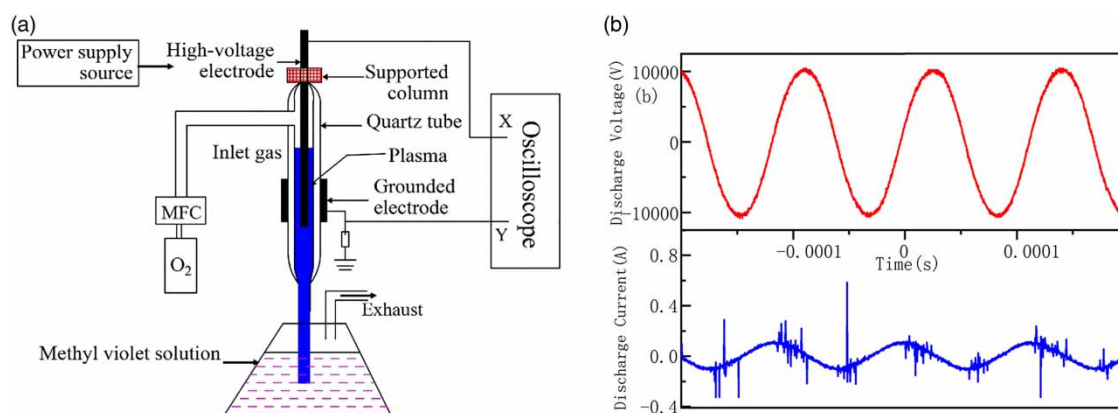 (a)
Power supply
source
High-voltage
electrode
Supported
column
Quartz tube
Inlet gas
Plasma
Grounded
electrode
MFC
O2
X
Y
Oscilloscope
Exhaust
Methyl violet solution
(b)
Discharge Voltage(V)
10000
(b)
0
-10000
-0.0001
0
0.0001
Time(s)
Discharge Current(A)
0.8
0.4
0.0
-0.4